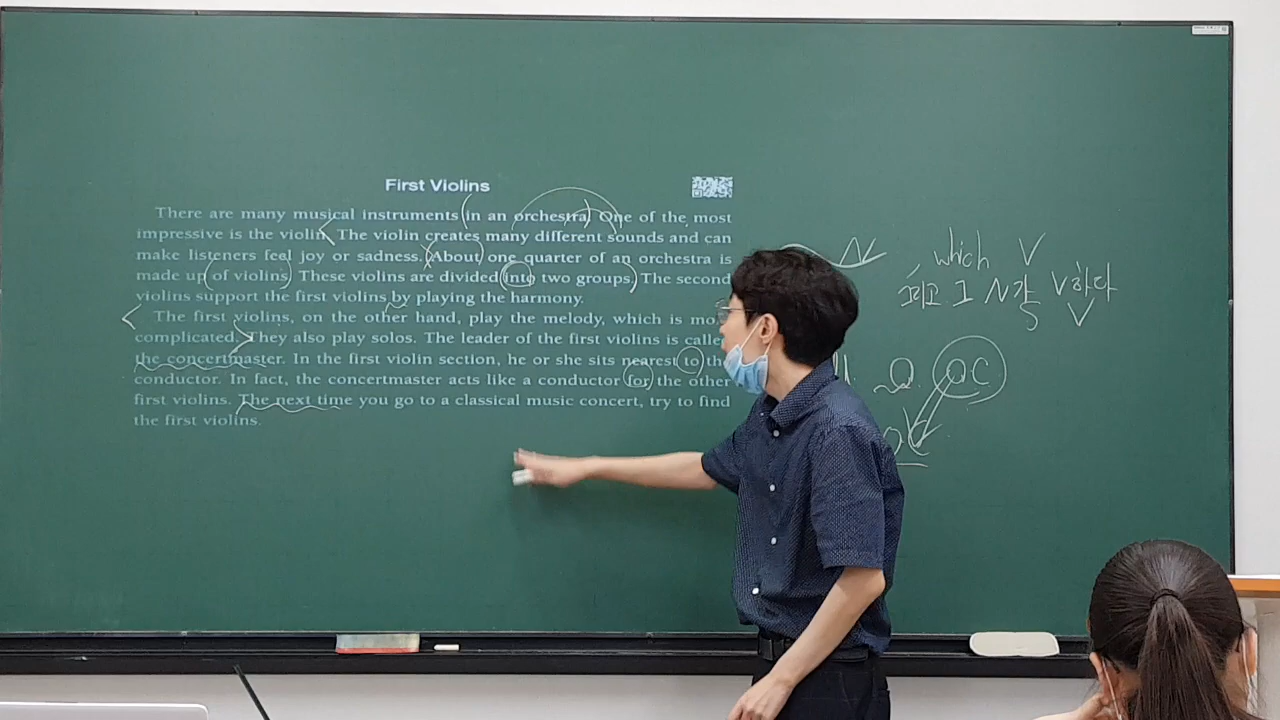 First Violins
There are many musical instruments in an orchestra. One of the most
impressive is the violin. The violin creates many different sounds and can
make listeners feel joy or sadness. About one quarter of an orchestra is
made up of violins. These violins are divided into two groups. The second
violins support the first violins by playing the harmony.
The first violins, on the other hand, play the melody, which is
complicated. They also play solos. The leader of the first violins is
the concertmaster. In the first violin section, he or she sits nearest to
conductor. In fact, the concertmaster acts like a conductor for the other
first violins. The next time you go to a classical music concert, try to find
the first violins.
N
, which V
그리고 그 N가 V하다
S V
O. OC